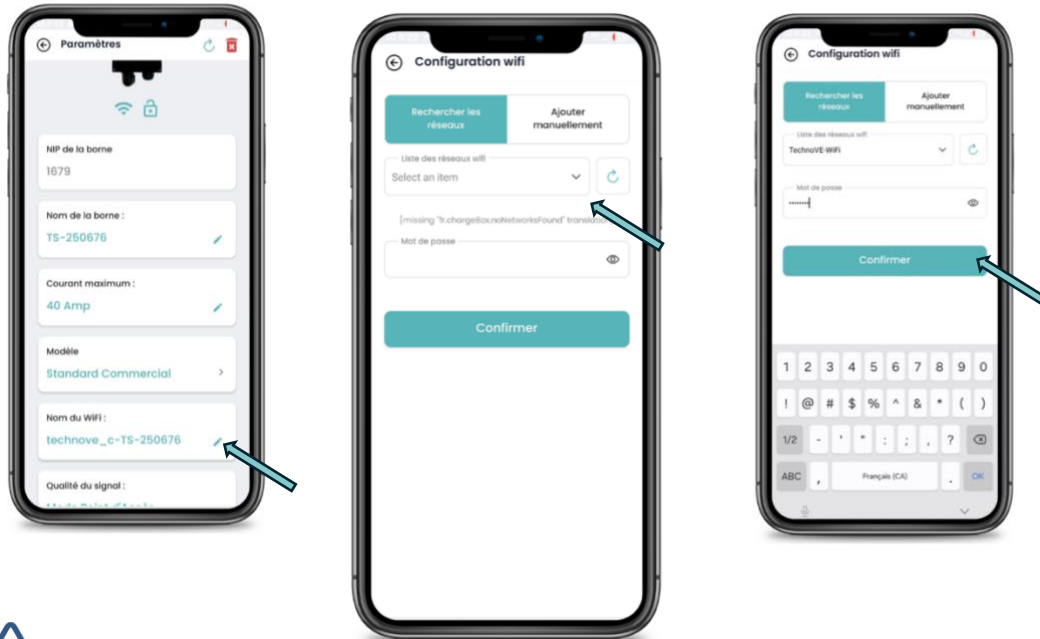 Paramètres
NIP de la borne
1679
Nom de la borne :
TS-250676
Courant maximum :
40 Amp
Modèle
Standard Commercial
Nom du WiFi :
technove_c-TS-250676
Qualité du signal :
Configuration wifi
Rechercher les
réseaux
Ajouter
manuellement
Liste des réseaux wifi
Select an item
[missing "fr.chargeBox.noNetworksFound" translation
Mot de passe
Confirmer
Configuration wifi
Rechercher les
réseaux
Ajouter
manuellement
Liste des réseaux wifi
TechnoVE-WiFi
Mot de passe
••••••••
Confirmer
1 2 3 4 5 6 7 8 9 0
! @ # $ % ^ & * ( )
1/2 - ' " : ; , ?
ABC , Français (CA) . OK